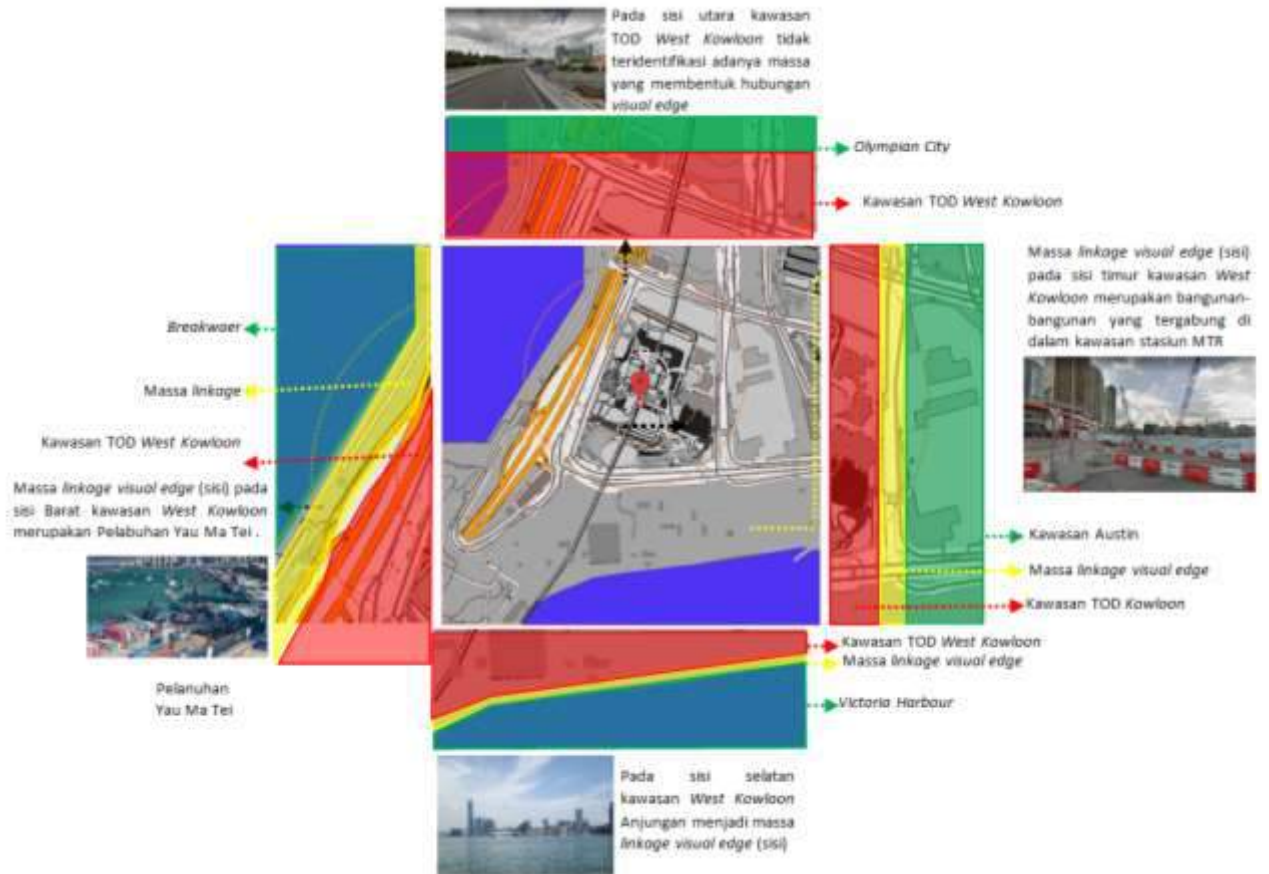 Pada sisi utara kawasan
TOD West Kowloon tidak
teridentifikasi adanya massa
yang membentuk hubungan
visual edge
Olympian City
Kawasan TOD West Kowloon
Breakwaer
Massa linkage
Kawasan TOD West Kowloon
Massa linkage visual edge (sisi) pada
sisi Barat kawasan West Kowloon
merupakan Pelabuhan Yau Ma Tei .
Pelanuhan
Yau Ma Tei
Massa linkage visual edge (sisi)
pada sisi timur kawasan West
Kowloon merupakan bangunan-
bangunan yang tergabung di
dalam kawasan stasiun MTR
Kawasan Austin
Massa linkage visual edge
Kawasan TOD Kowloon
Kawasan TOD West Kowloon
Massa linkage visual edge
Victoria Harbour
Pada sisi selatan
kawasan West Kowloon
Anjungan menjadi massa
linkage visual edge (sisi)